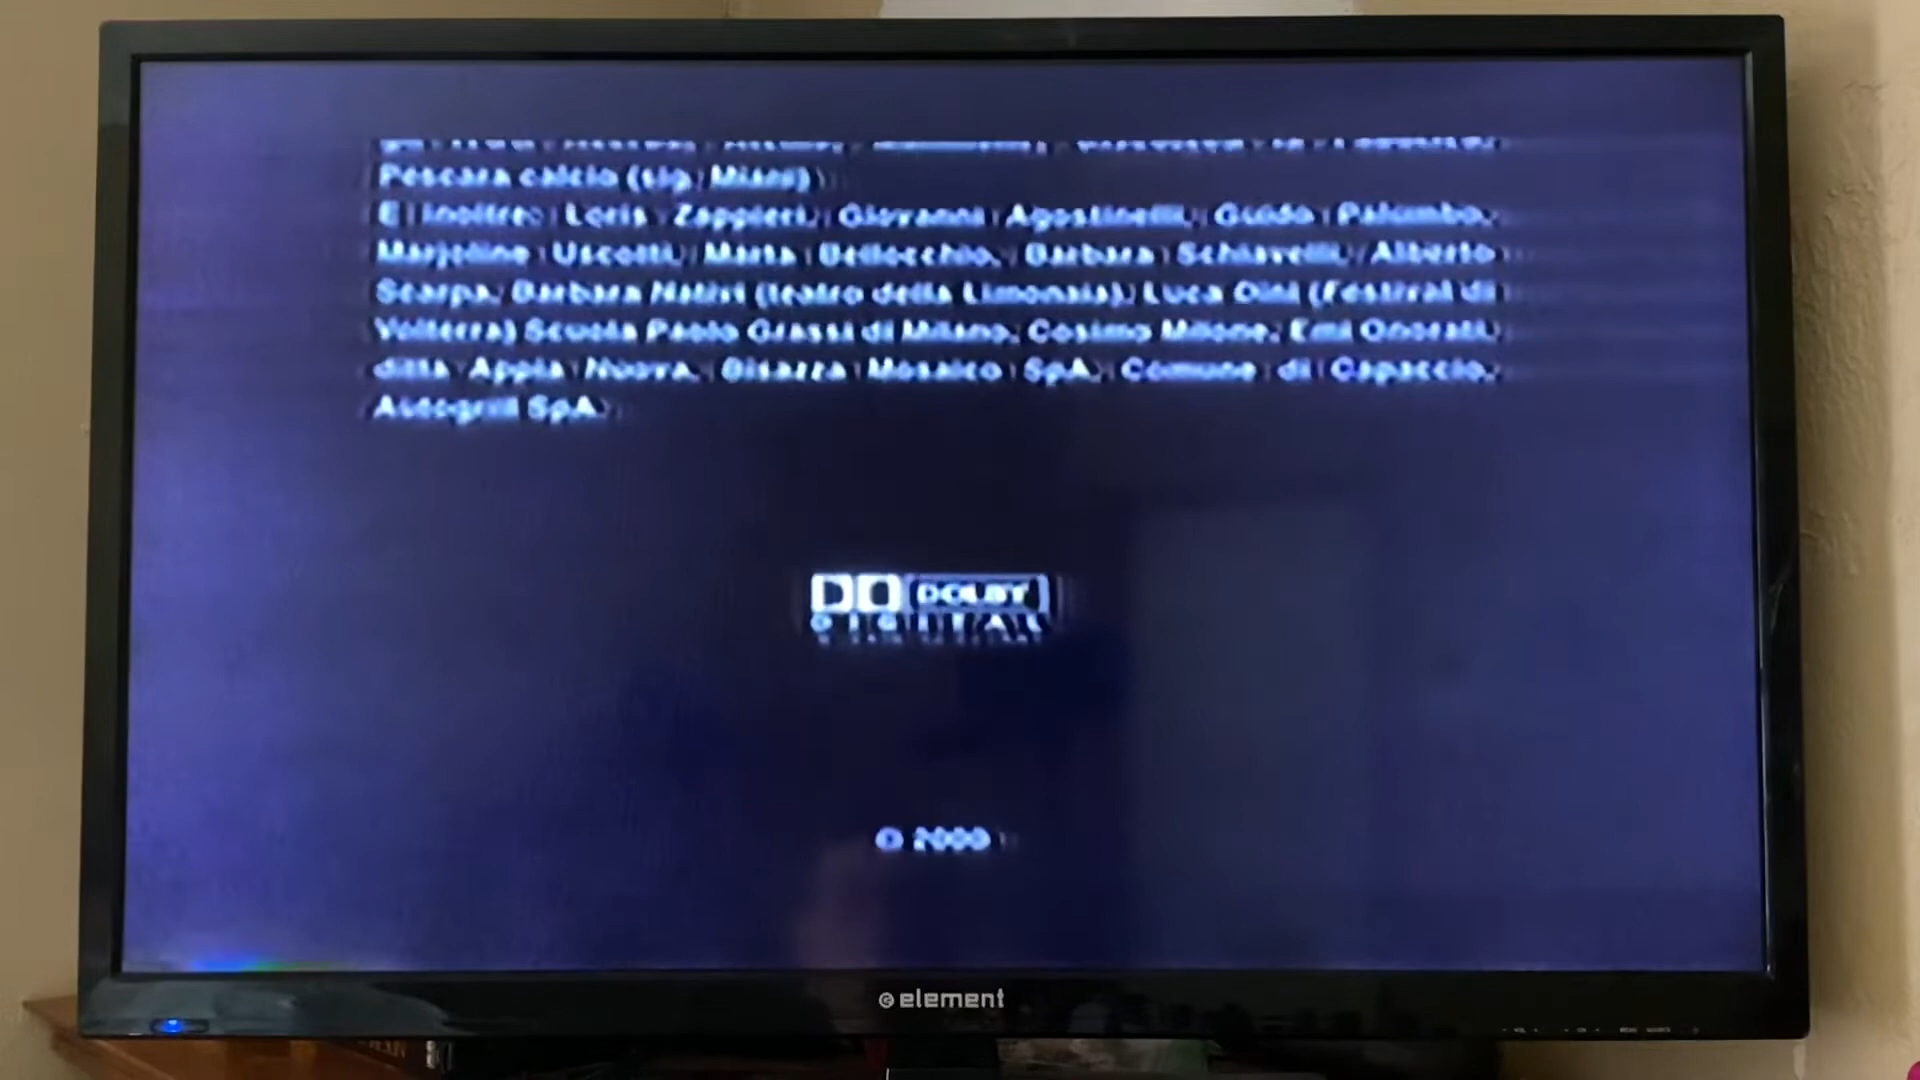 Pescara calcio (sig. Miani)
E inoltre: Loris Zappieri, Giovanni Agostinelli, Guido Palumbo,
Marjoline Uscotti, Marta Bellocchio, Barbara Schiavelli, Alberto
Scarpa, Barbara Nativi (teatro della Limonaia), Luca Dini (Festival di
Volterra) Scuola Paolo Grassi di Milano, Cosimo Milone, Emi Onorati,
ditta Appia Nuova, Bisazza Mosaico SpA, Comune di Capaccio,
Autogrill SpA
DOLBY
DIGITAL
© 2000
element